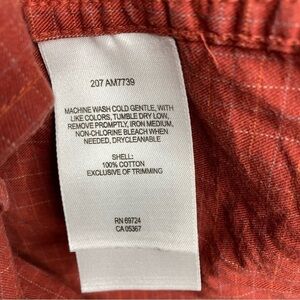 207 AM7739
MACHINE WASH COLD GENTLE, WITH
LIKE COLORS, TUMBLE DRY LOW,
REMOVE PROMPTLY, IRON MEDIUM,
NON-CHLORINE BLEACH WHEN
NEEDED, DRYCLEANABLE
SHELL:
100% COTTON
EXCLUSIVE OF TRIMMING
RN 69724
CA 05367